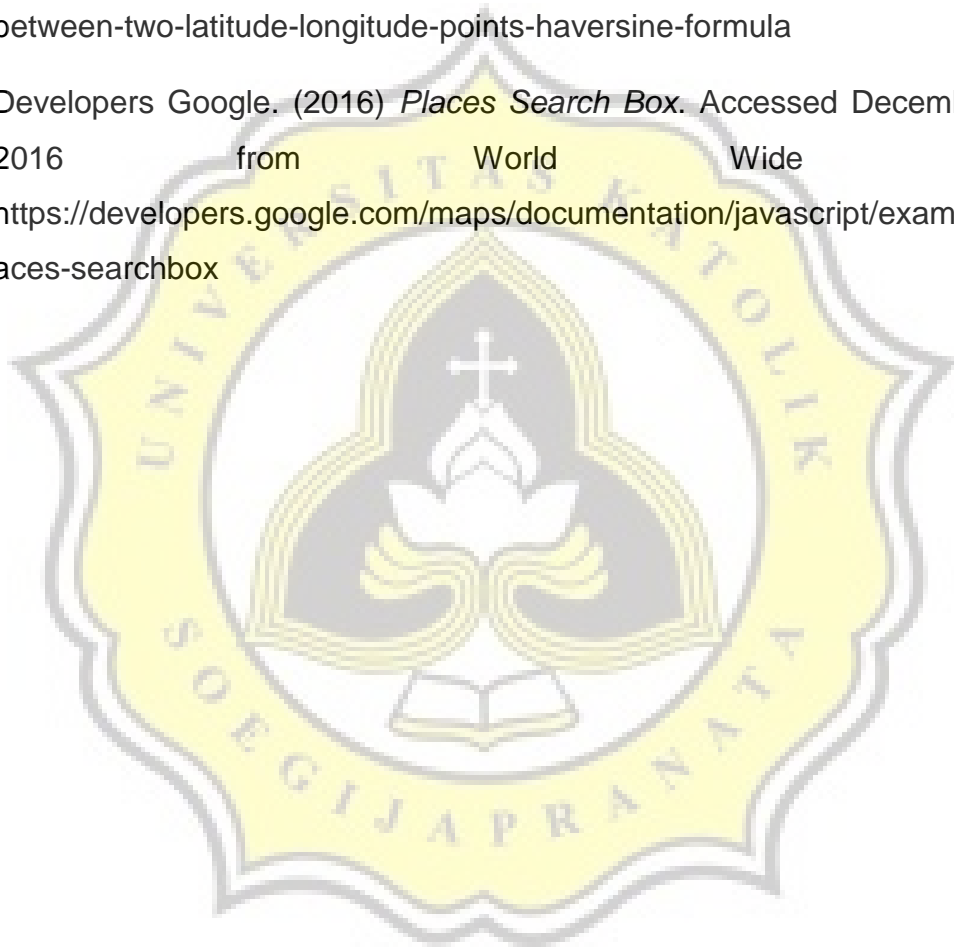 between-two-latitude-longitude-points-haversine-formula
Developers Google. (2016) Places Search Box. Accessed Decem
2016 from World Wide
https://developers.google.com/maps/documentation/javascript/exam
aces-searchbox
UNIVERSITAS KATOLIK
SOEGIJAPRANATA